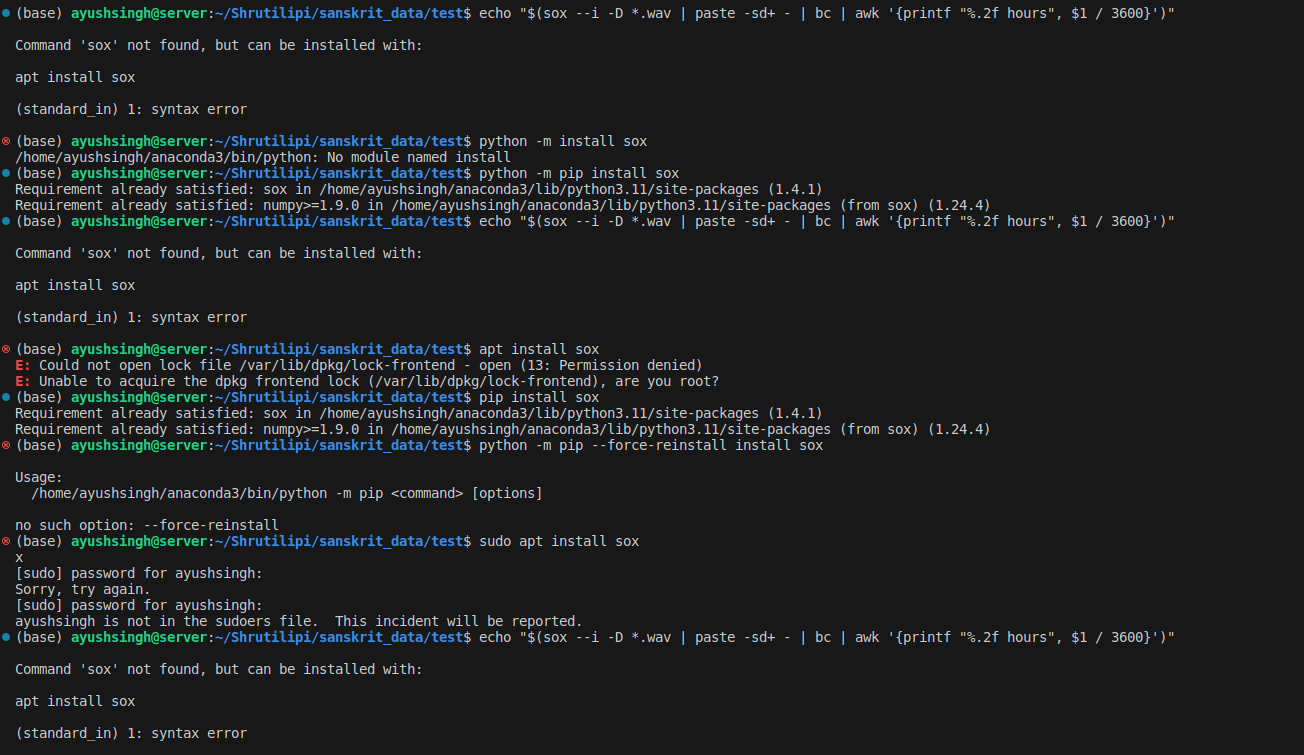 (base) ayushsingh@server:~/Shrutilipi/sanskrit_data/test$ echo "$(sox --i -D *.wav | paste -sd+ - | bc | awk '{printf "%.2f hours", $1 / 3600}')"
Command 'sox' not found, but can be installed with:
apt install sox
(standard_in) 1: syntax error
(base) ayushsingh@server:~/Shrutilipi/sanskrit_data/test$ python -m install sox
/home/ayushsingh/anaconda3/bin/python: No module named install
(base) ayushsingh@server:~/Shrutilipi/sanskrit_data/test$ python -m pip install sox
Requirement already satisfied: sox in /home/ayushsingh/anaconda3/lib/python3.11/site-packages (1.4.1)
Requirement already satisfied: numpy>=1.9.0 in /home/ayushsingh/anaconda3/lib/python3.11/site-packages (from sox) (1.24.4)
(base) ayushsingh@server:~/Shrutilipi/sanskrit_data/test$ echo "$(sox --i -D *.wav | paste -sd+ - | bc | awk '{printf "%.2f hours", $1 / 3600}')"
Command 'sox' not found, but can be installed with:
apt install sox
(standard_in) 1: syntax error
(base) ayushsingh@server:~/Shrutilipi/sanskrit_data/test$ apt install sox
E: Could not open lock file /var/lib/dpkg/lock-frontend - open (13: Permission denied)
E: Unable to acquire the dpkg frontend lock (/var/lib/dpkg/lock-frontend), are you root?
(base) ayushsingh@server:~/Shrutilipi/sanskrit_data/test$ pip install sox
Requirement already satisfied: sox in /home/ayushsingh/anaconda3/lib/python3.11/site-packages (1.4.1)
Requirement already satisfied: numpy>=1.9.0 in /home/ayushsingh/anaconda3/lib/python3.11/site-packages (from sox) (1.24.4)
(base) ayushsingh@server:~/Shrutilipi/sanskrit_data/test$ python -m pip --force-reinstall install sox
Usage:
  /home/ayushsingh/anaconda3/bin/python -m pip <command> [options]
no such option: --force-reinstall
(base) ayushsingh@server:~/Shrutilipi/sanskrit_data/test$ sudo apt install sox
x
[sudo] password for ayushsingh:
Sorry, try again.
[sudo] password for ayushsingh:
ayushsingh is not in the sudoers file.  This incident will be reported.
(base) ayushsingh@server:~/Shrutilipi/sanskrit_data/test$ echo "$(sox --i -D *.wav | paste -sd+ - | bc | awk '{printf "%.2f hours", $1 / 3600}')"
Command 'sox' not found, but can be installed with:
apt install sox
(standard_in) 1: syntax error